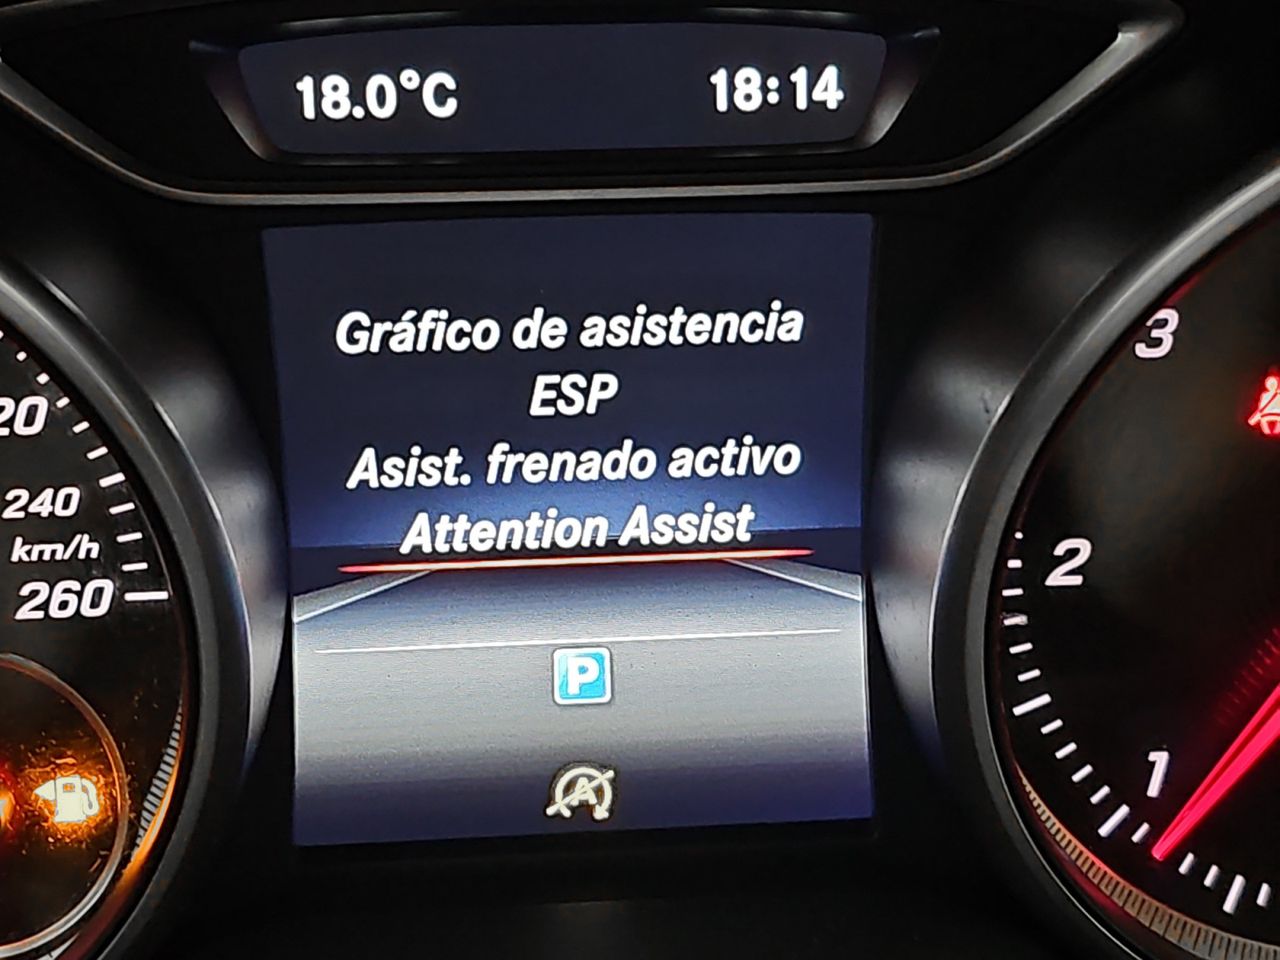 18.0°C 18:14
Gráfico de asistencia
ESP
Asist. frenado activo
Attention Assist
P
A
20
240
km/h
260
3
2
1